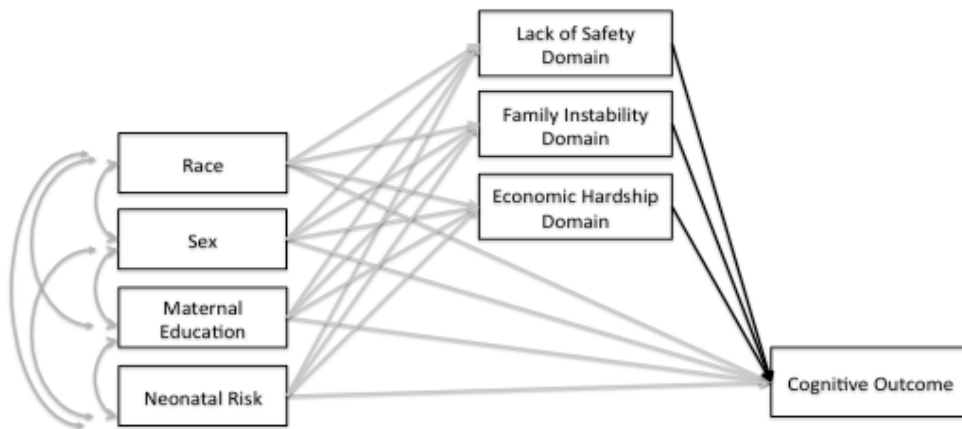 Lack of Safety
Domain
Family Instability
Domain
Economic Hardship
Domain
Race
Sex
Maternal
Education
Neonatal Risk
Cognitive Outcome